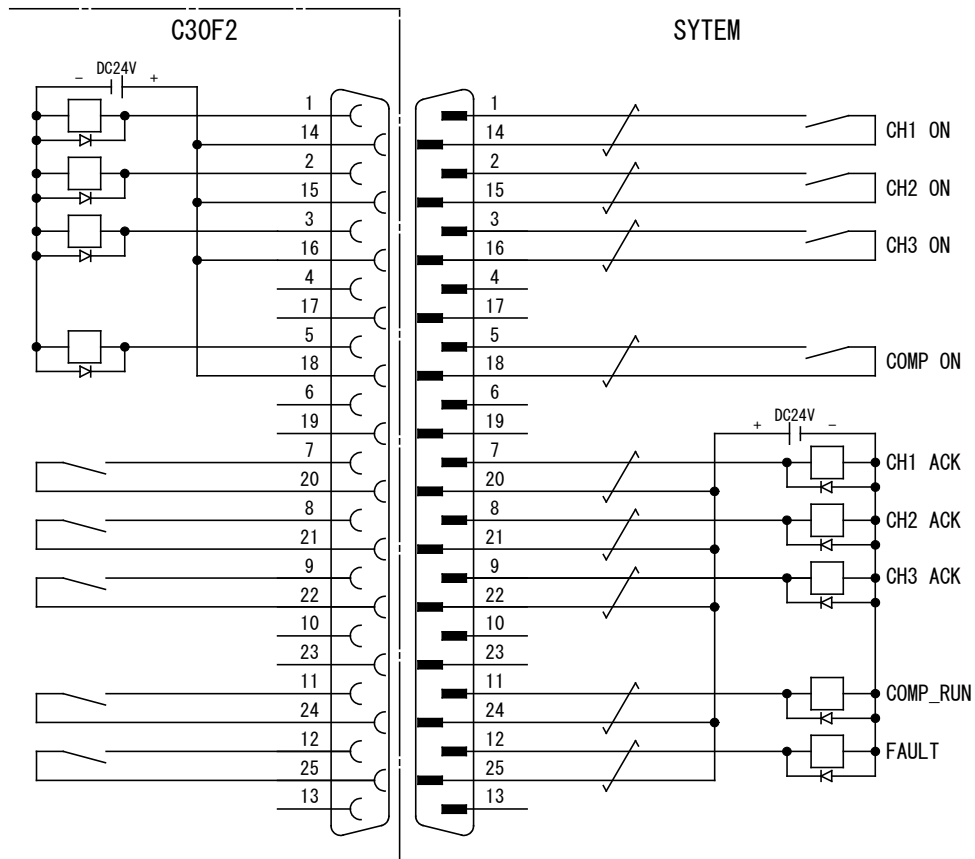 C30F2 SYTEM
- DC24V +
1 1
14 14 CH1 ON
2 2
15 15 CH2 ON
3 3
16 16 CH3 ON
4 4
17 17
5 5
18 18 COMP ON
6 6
19 19
+ DC24V -
7 7 CH1 ACK
20 20
8 8 CH2 ACK
21 21
9 9 CH3 ACK
22 22
10 10
23 23
11 11 COMP_RUN
24 24
12 12 FAULT
25 25
13 13